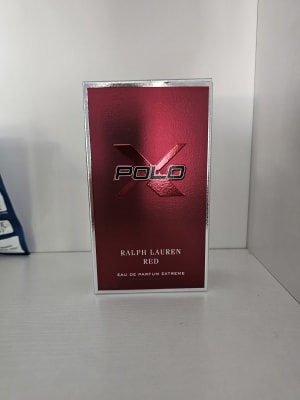 X
POLO
RALPH LAUREN
RED
EAU DE PARFUM EXTREME